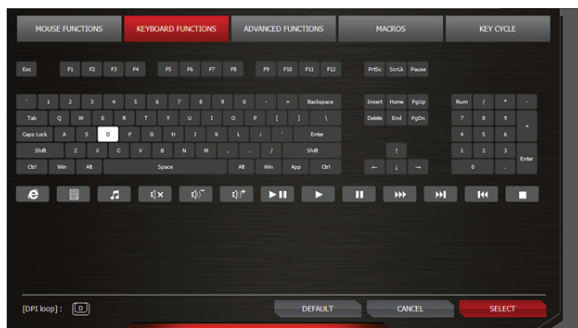 MOUSE FUNCTIONS KEYBOARD FUNCTIONS ADVANCED FUNCTIONS MACROS KEY CYCLE
Esc F1 F2 F3 F4 F5 F6 F7 F8 F9 F10 F11 F12 PrtSc ScrLk Pause
` 1 2 3 4 5 6 7 8 9 0 - = Backspace Insert Home PgUp Num / * -
Tab Q W E R T Y U I O P [ ] \ Delete End PgDn 7 8 9 +
Caps Lock A S D F G H J K L ; ' Enter 4 5 6
Shift Z X C V B N M , . / Shift ↑ 1 2 3 Enter
Ctrl Win Alt Space Alt Win App Ctrl ← ↓ → 0 .
[DPI loop] : D DEFAULT CANCEL SELECT